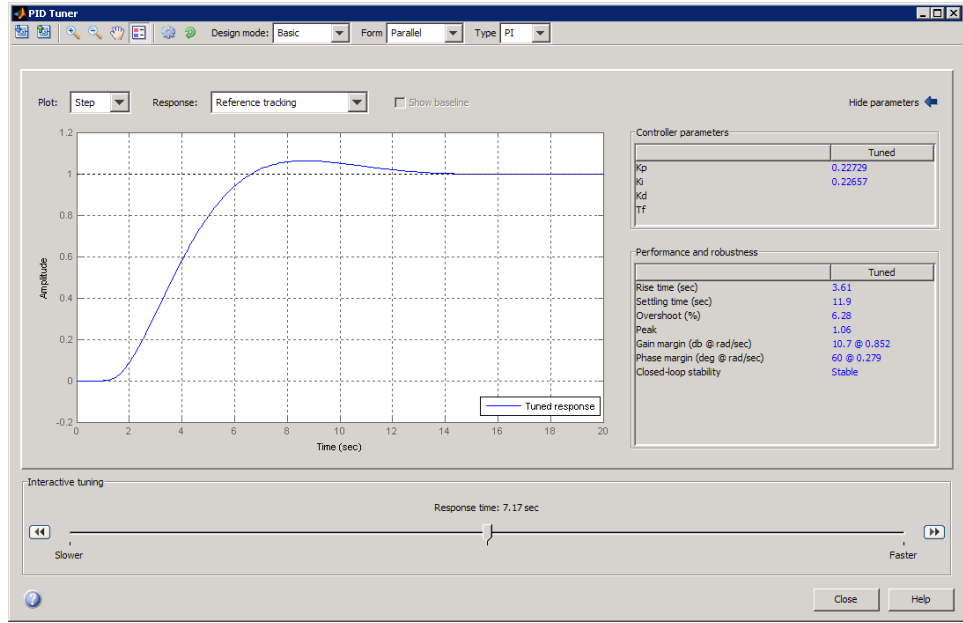 PID Tuner
Design mode: Basic Form Parallel Type PI
Plot: Step Response: Reference tracking Show baseline Hide parameters
1.2
1
0.8
0.6
0.4
0.2
0
-0.2
Amplitude
0 2 4 6 8 10 12 14 16 18 20
Time (sec)
Tuned response
Controller parameters
Tuned
Kp 0.22729
Ki 0.22657
Kd
Tf
Performance and robustness
Tuned
Rise time (sec) 3.61
Settling time (sec) 11.9
Overshoot (%) 6.28
Peak 1.06
Gain margin (db @ rad/sec) 10.7 @ 0.852
Phase margin (deg @ rad/sec) 60 @ 0.279
Closed-loop stability Stable
Interactive tuning
Response time: 7.17 sec
Slower Faster
Close Help